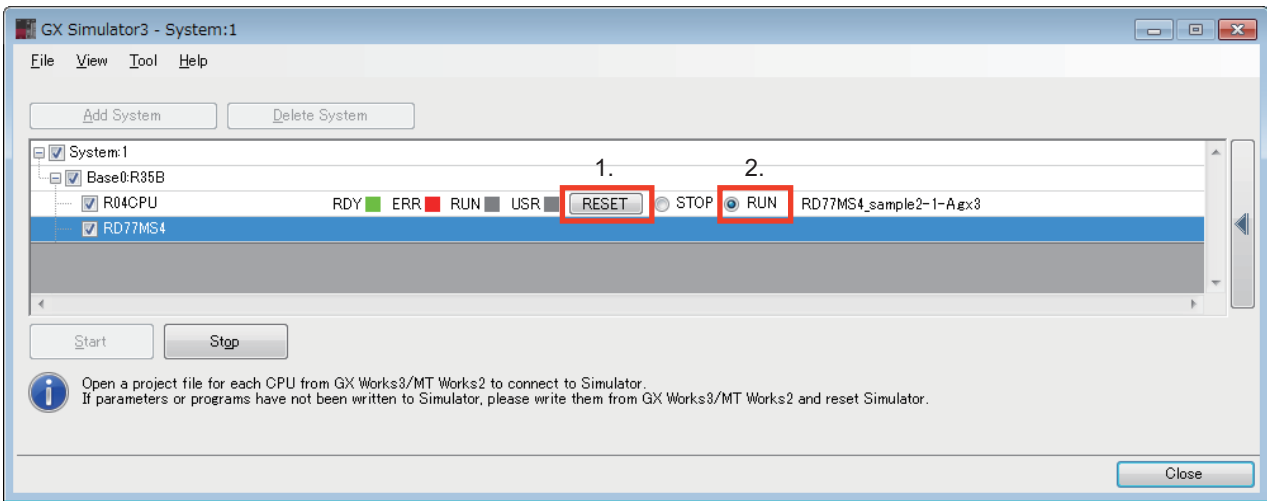 GX Simulator3 - System:1
File View Tool Help
Add System Delete System
System:1
Base0:R35B
1. 2.
R04CPU RDY ERR RUN USR RESET STOP RUN RD77MS4_sample2-1-A.gx3
RD77MS4
Start Stop
Open a project file for each CPU from GX Works3/MT Works2 to connect to Simulator.
If parameters or programs have not been written to Simulator, please write them from GX Works3/MT Works2 and reset Simulator.
Close